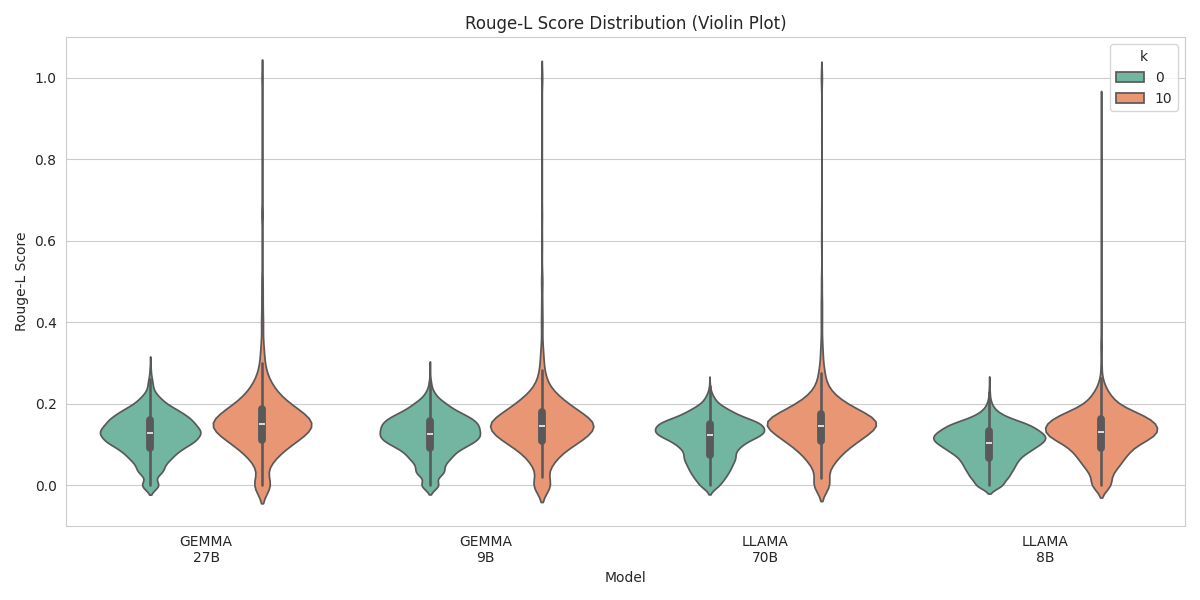 Rouge-L Score Distribution (Violin Plot)
k
0
10
Rouge-L Score
1.0
0.8
0.6
0.4
0.2
0.0
GEMMA
27B
GEMMA
9B
LLAMA
70B
LLAMA
8B
Model